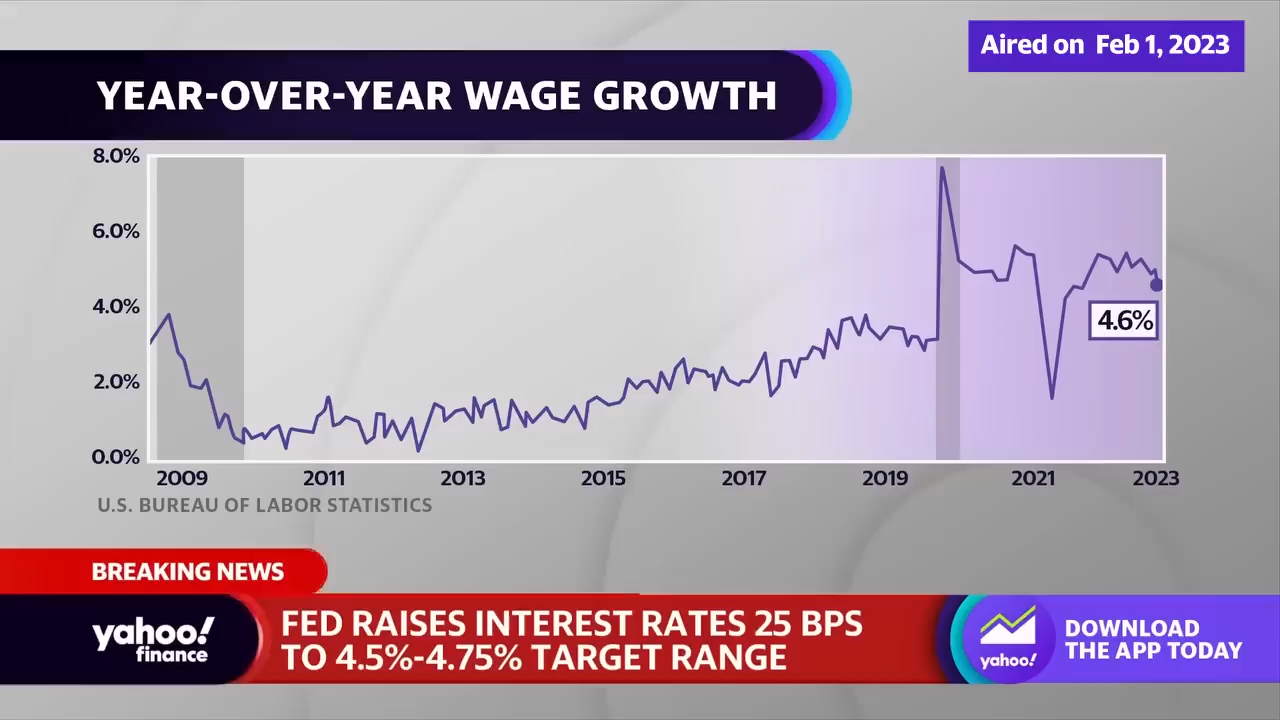 Aired on Feb 1, 2023
YEAR-OVER-YEAR WAGE GROWTH
8.0%
6.0%
4.0%
2.0%
0.0%
4.6%
2009 2011 2013 2015 2017 2019 2021 2023
U.S. BUREAU OF LABOR STATISTICS
BREAKING NEWS
yahoo!
finance
FED RAISES INTEREST RATES 25 BPS
TO 4.5%-4.75% TARGET RANGE
yahoo!
DOWNLOAD
THE APP TODAY